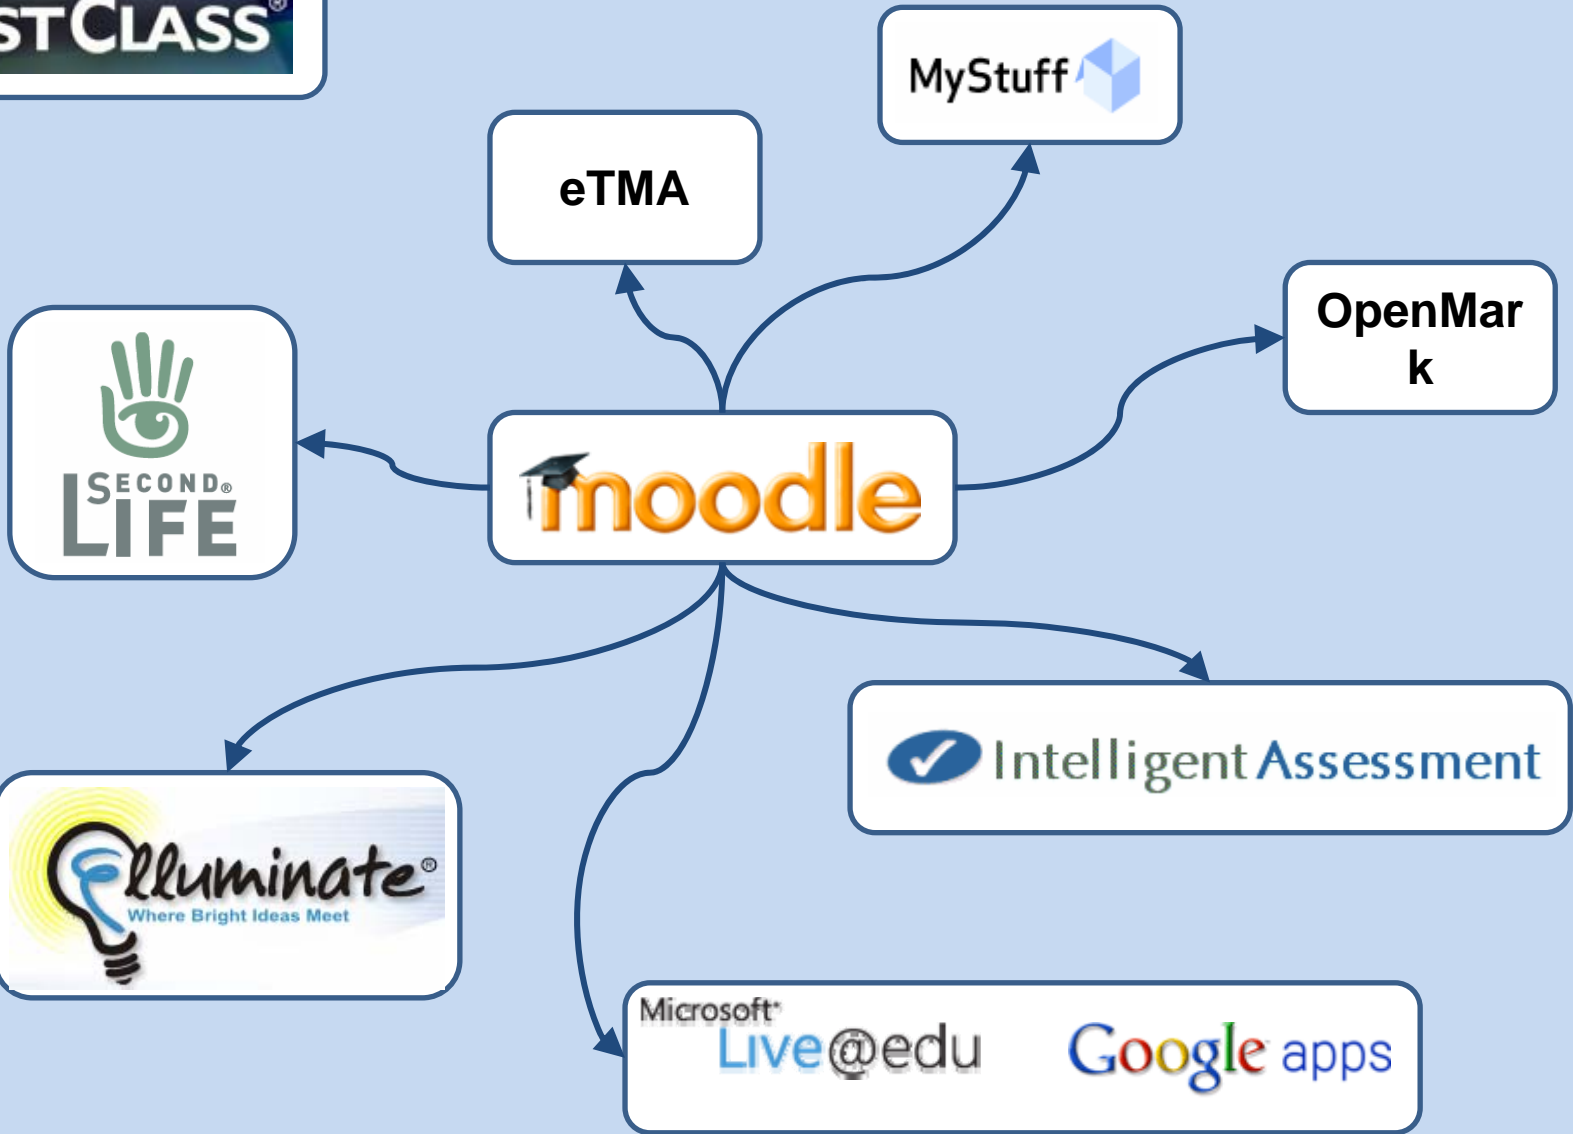 STCLASS®
MyStuff
eTMA
OpenMar
k
SECOND®
LIFE
moodle
Intelligent Assessment
elluminate®
Where Bright Ideas Meet
Microsoft®
Live@edu
Google apps